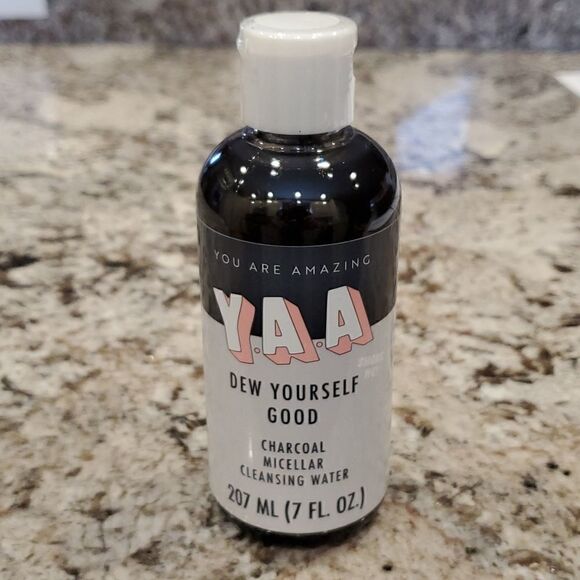 YOU ARE AMAZING
Y.A.A
DEW YOURSELF
GOOD
CHARCOAL
MICELLAR
CLEANSING WATER
207 ML (7 FL. OZ.)